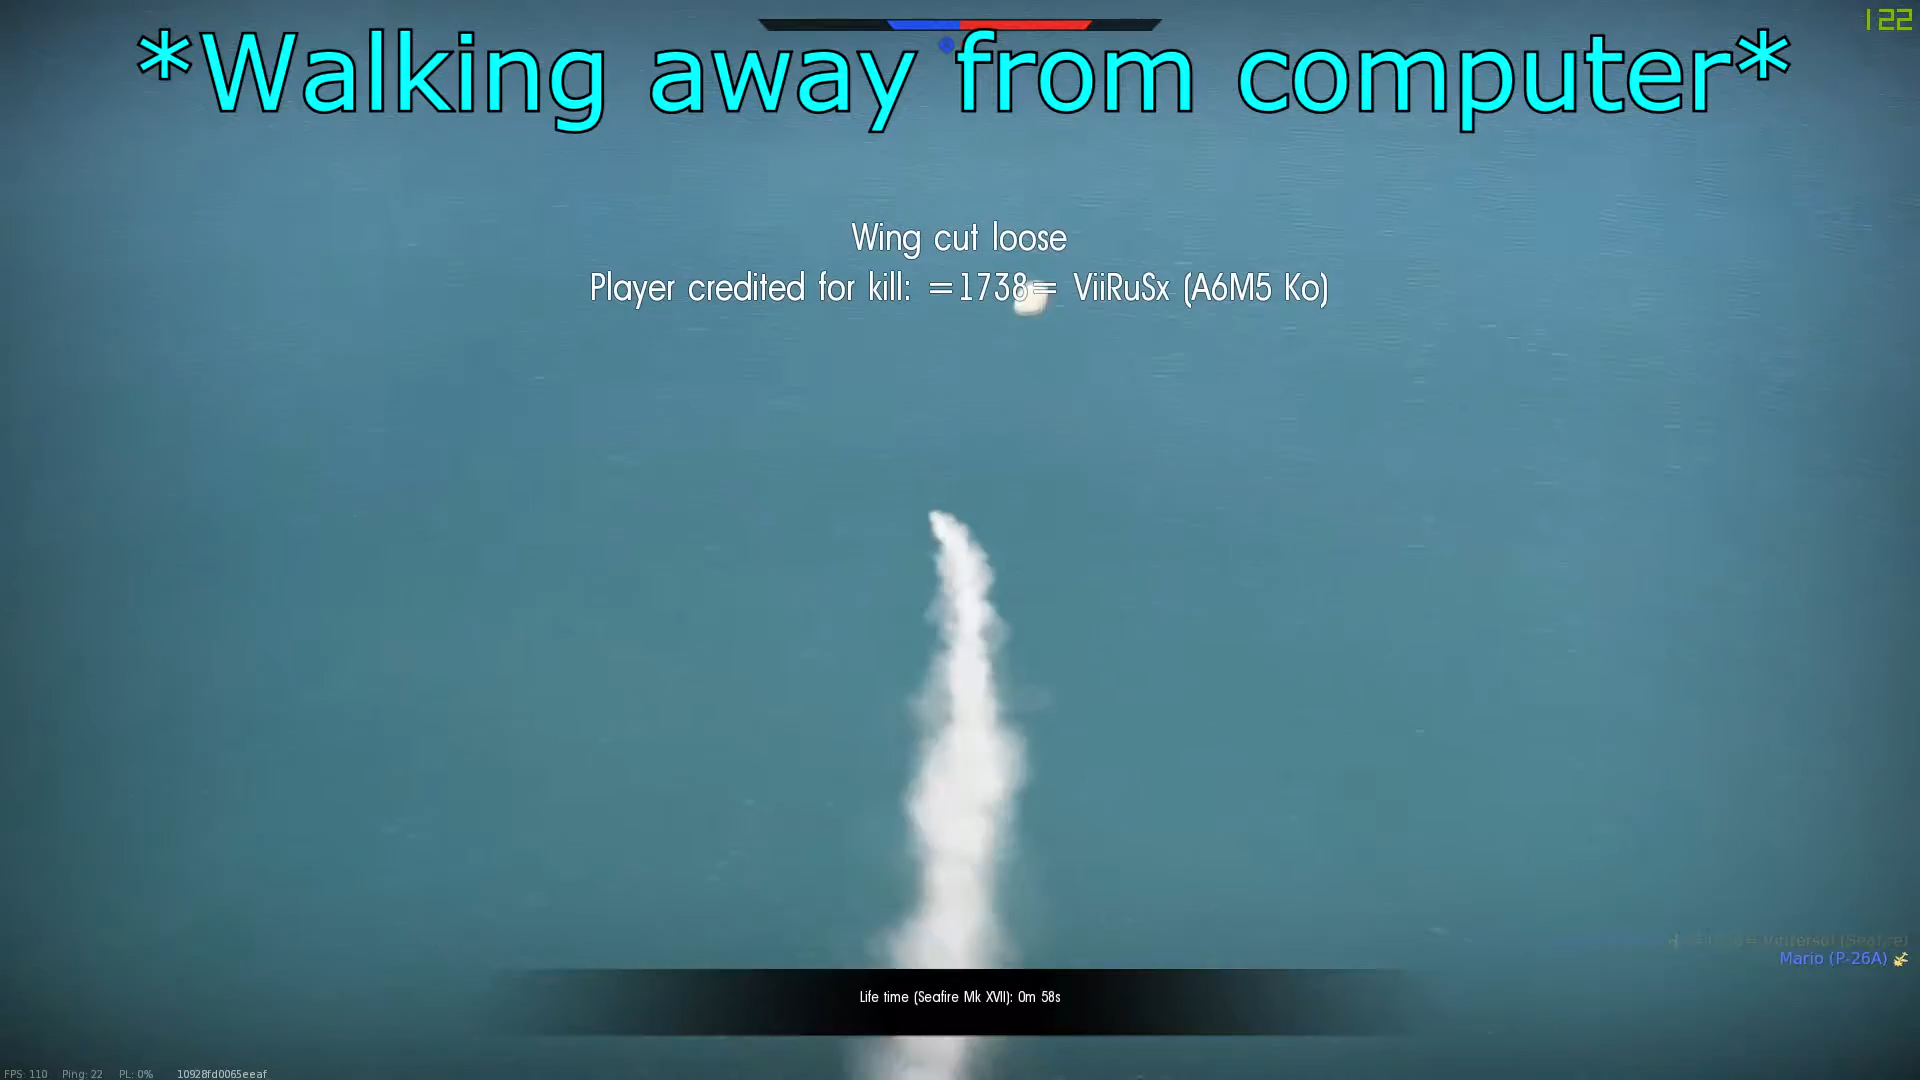 122
*Walking away from computer*
Wing cut loose
Player credited for kill: =1738= ViiRuSx (A6M5 Ko)
(Seafire)
Mario (P-26A)
Life time (Seafire Mk XVII): 0m 58s
FPS: 110 Ping: 22 PL: 0% 10928fd0065eeaf